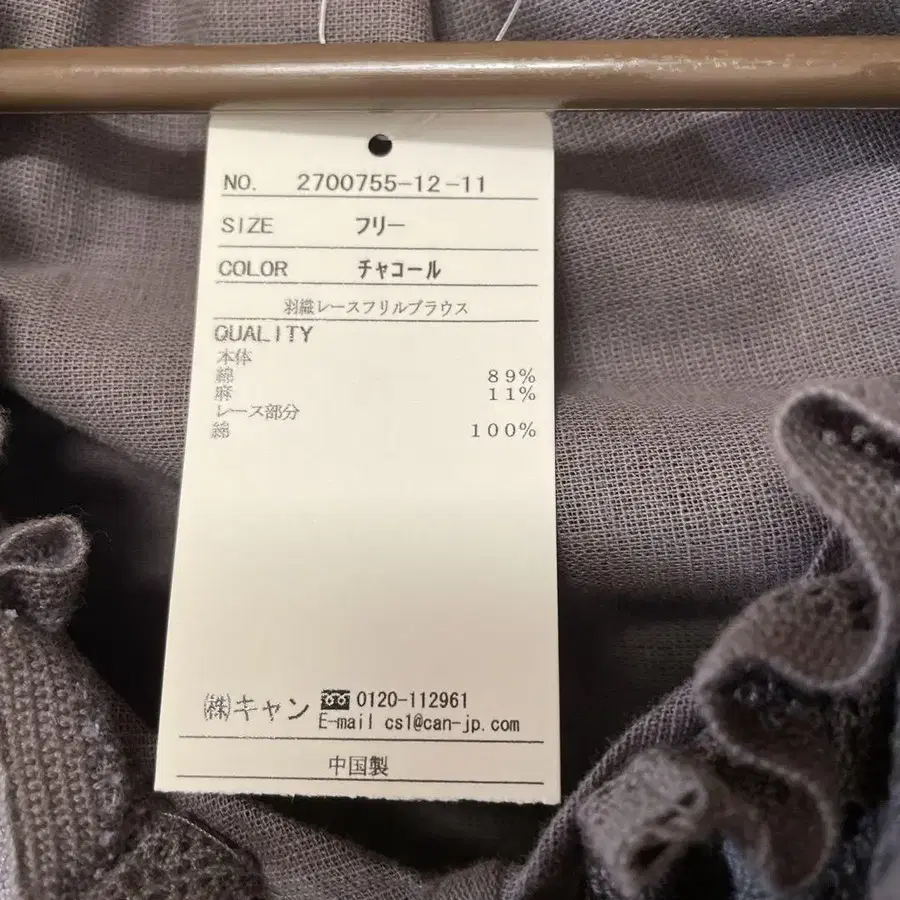 NO. 2700755-12-11
SIZE フリー
COLOR チャコール
羽織レースフリルブラウス
QUALITY
本体
綿 89%
麻 11%
レース部分
綿 100%
㈱キャン 0120-112961
E-mail cs1@can-jp.com
中国製